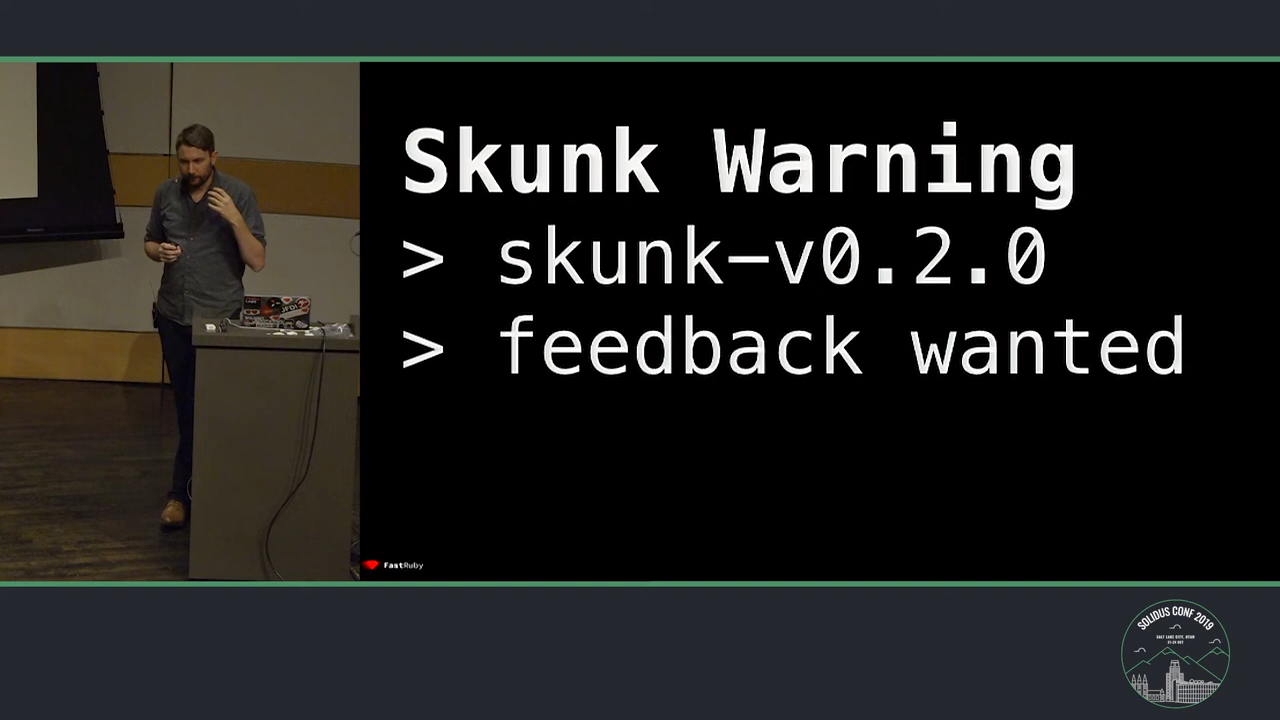 Skunk Warning
> skunk-v0.2.0
> feedback wanted
FastRuby
SOLIDUS CONF 2019
SALT LAKE CITY, UTAH